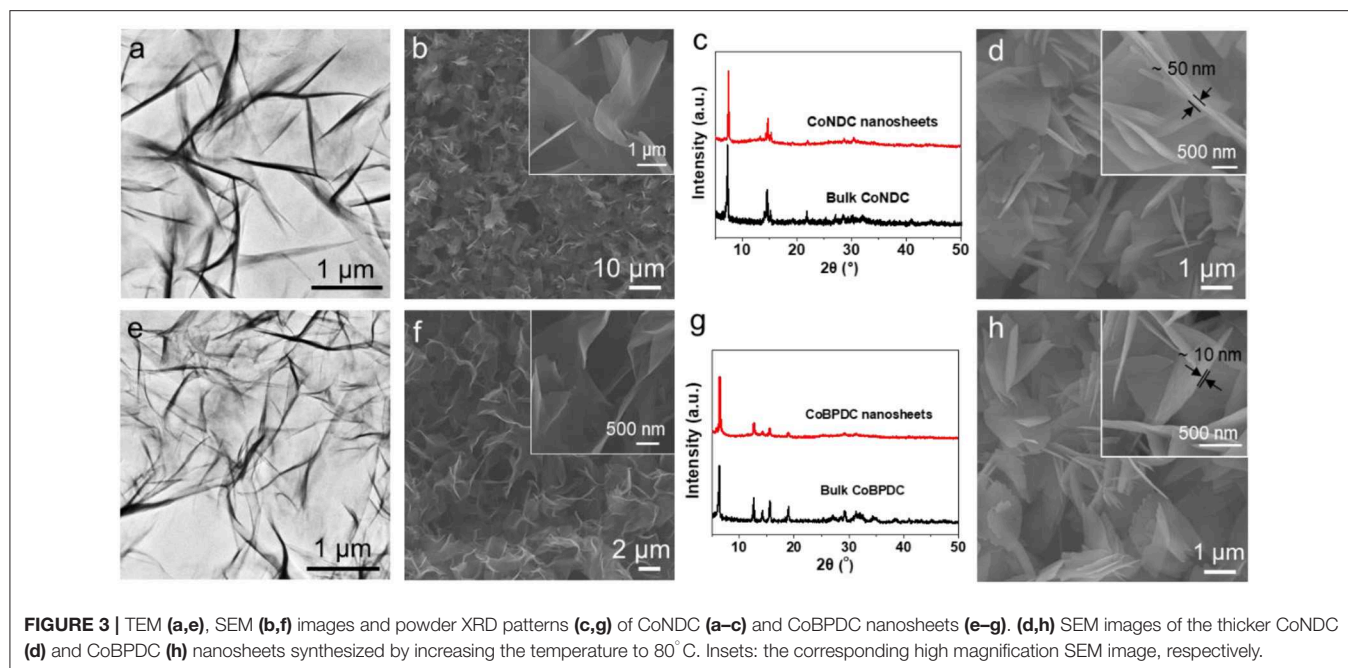 a
1 μm
b
1 μm
10 μm
c
Intensity (a.u.)
CoNDC nanosheets
Bulk CoNDC
10 20 30 40 50
2θ (°)
d
~ 50 nm
500 nm
1 μm
e
1 μm
f
500 nm
2 μm
g
Intensity (a.u.)
CoBPDC nanosheets
Bulk CoBPDC
10 20 30 40 50
2θ (°)
h
~ 10 nm
500 nm
1 μm
FIGURE 3 | TEM (a,e), SEM (b,f) images and powder XRD patterns (c,g) of CoNDC (a–c) and CoBPDC nanosheets (e–g). (d,h) SEM images of the thicker CoNDC
(d) and CoBPDC (h) nanosheets synthesized by increasing the temperature to 80°C. Insets: the corresponding high magnification SEM image, respectively.